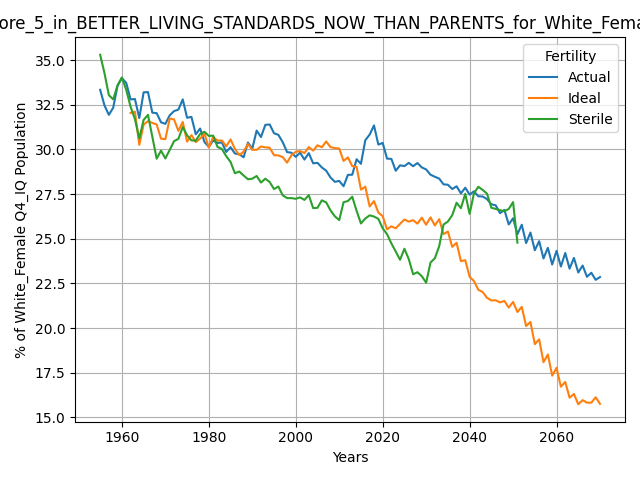 ore_5_in_BETTER_LIVING_STANDARDS_NOW_THAN_PARENTS_for_White_Fema
% of White_Female Q4_IQ Population
35.0
32.5
30.0
27.5
25.0
22.5
20.0
17.5
15.0
Fertility
Actual
Ideal
Sterile
1960
1980
2000
2020
2040
2060
Years